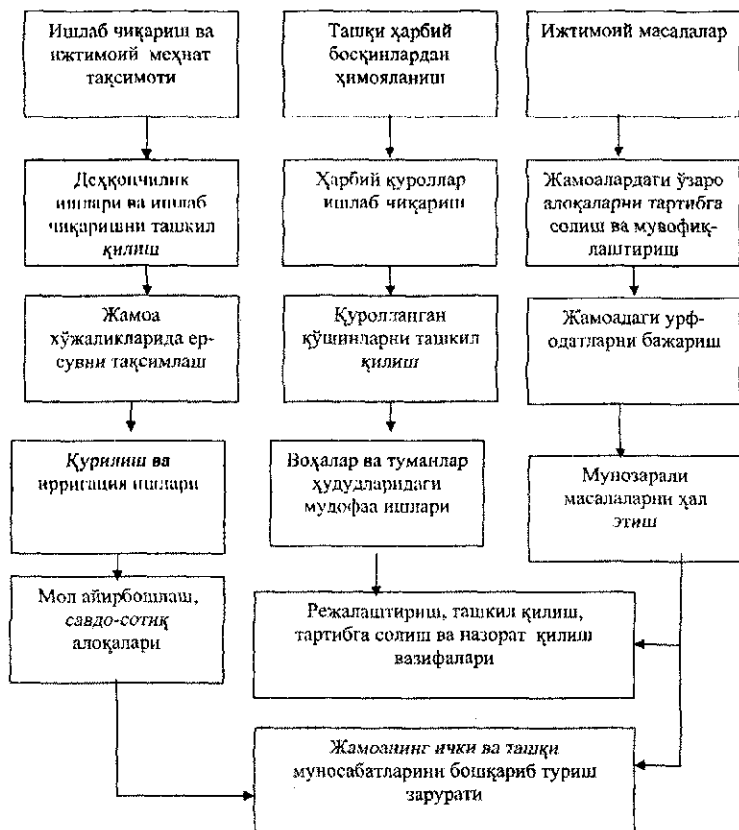 Ишлаб чиқариш ва
ижтимоий меҳнат
тақсимоти
Ташқи ҳарбий
босқинлардан
ҳимояланиш
Ижтимоий масалалар
Деҳқончилик
ишлари ва ишлаб
чиқаришни ташкил
қилиш
Ҳарбий қуроллар
ишлаб чиқариш
Жамоалардаги ўзаро
алоқаларни тартибга
солиш ва мувофиқ-
лаштириш
Жамоа
хўжаликларида ер-
сувни тақсимлаш
Қуролланган
қўшинларни ташкил
қилиш
Жамоадаги урф-
одатларни бажариш
Қурилиш ва
ирригация ишлари
Воҳалар ва туманлар
ҳудудларидаги
мудофаа ишлари
Мунозарали
масалаларни ҳал
этиш
Мол айирбошлаш,
савдо-сотиқ
алоқалари
Режалаштириш, ташкил қилиш,
тартибга солиш ва назорат қилиш
вазифалари
Жамоанинг ички ва ташқи
муносабатларини бошқариб туриш
зарурати